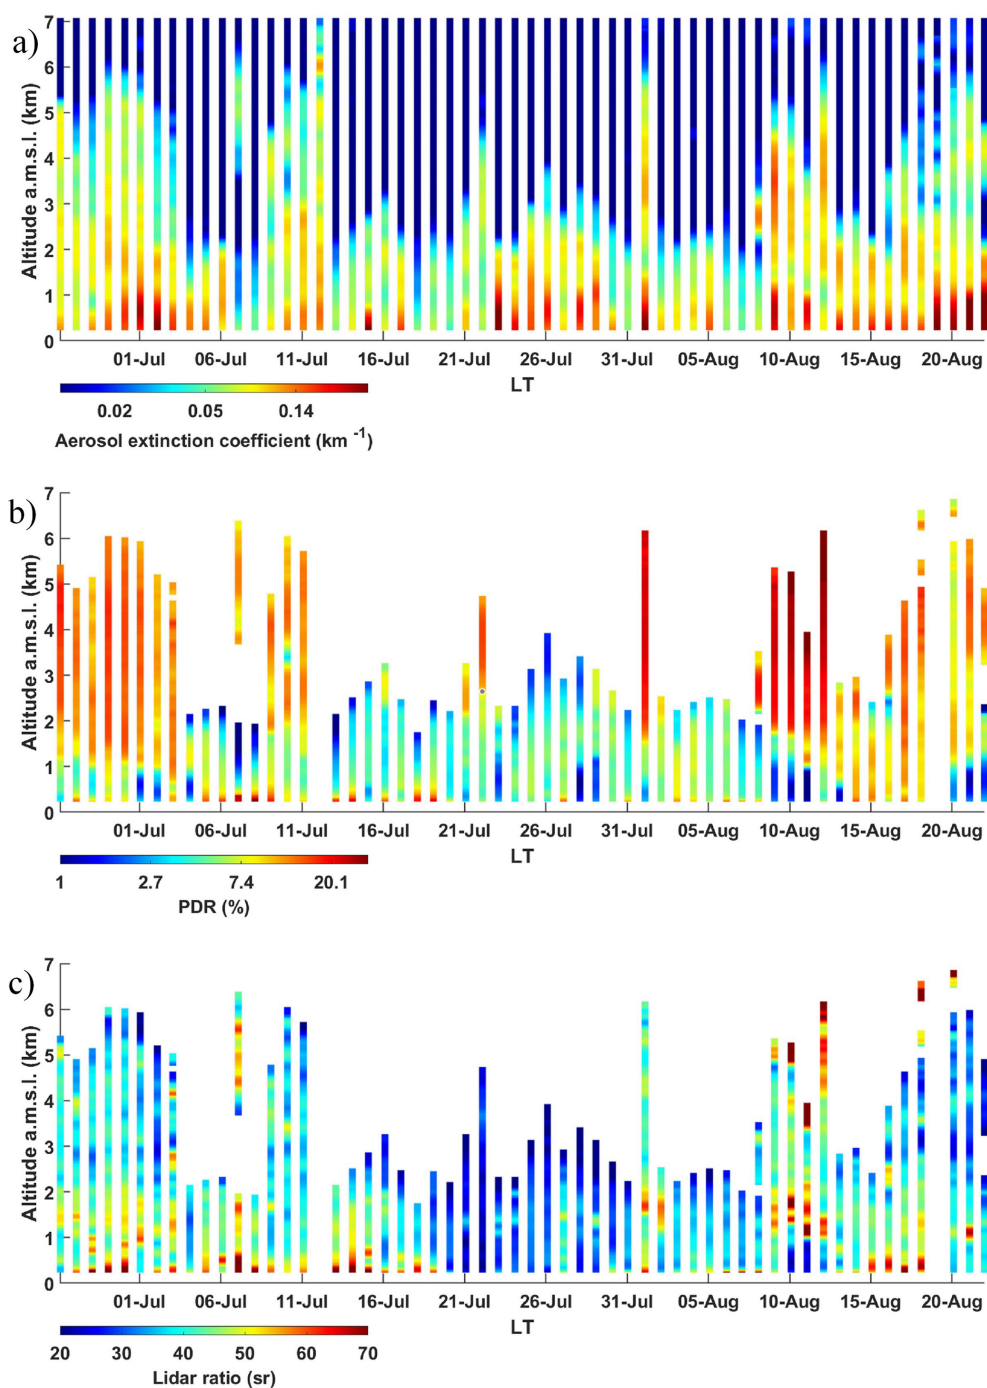 a)
7
6
5
4
3
2
1
0
Altitude a.m.s.l. (km)
01-Jul 06-Jul 11-Jul 16-Jul 21-Jul 26-Jul 31-Jul 05-Aug 10-Aug 15-Aug 20-Aug
LT
0.02 0.05 0.14
Aerosol extinction coefficient (km -1)
b)
7
6
5
4
3
2
1
0
Altitude a.m.s.l. (km)
01-Jul 06-Jul 11-Jul 16-Jul 21-Jul 26-Jul 31-Jul 05-Aug 10-Aug 15-Aug 20-Aug
LT
1 2.7 7.4 20.1
PDR (%)
c)
7
6
5
4
3
2
1
0
Altitude a.m.s.l. (km)
01-Jul 06-Jul 11-Jul 16-Jul 21-Jul 26-Jul 31-Jul 05-Aug 10-Aug 15-Aug 20-Aug
LT
20 30 40 50 60 70
Lidar ratio (sr)